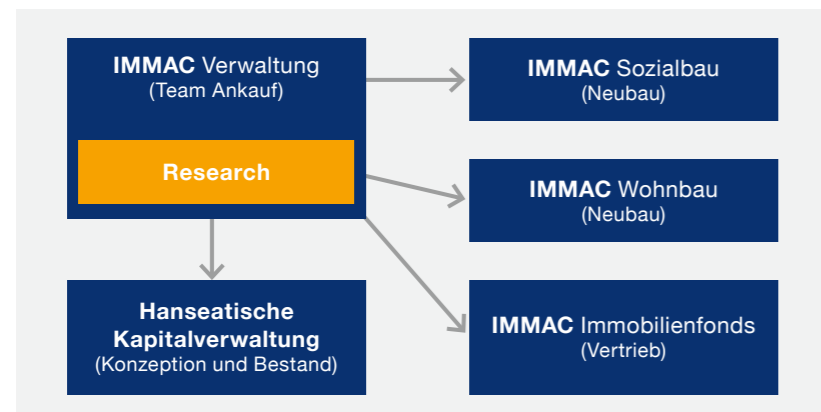 IMMAC Verwaltung
(Team Ankauf)
Research
Hanseatische
Kapitalverwaltung
(Konzeption und Bestand)
IMMAC Sozialbau
(Neubau)
IMMAC Wohnbau
(Neubau)
IMMAC Immobilienfonds
(Vertrieb)